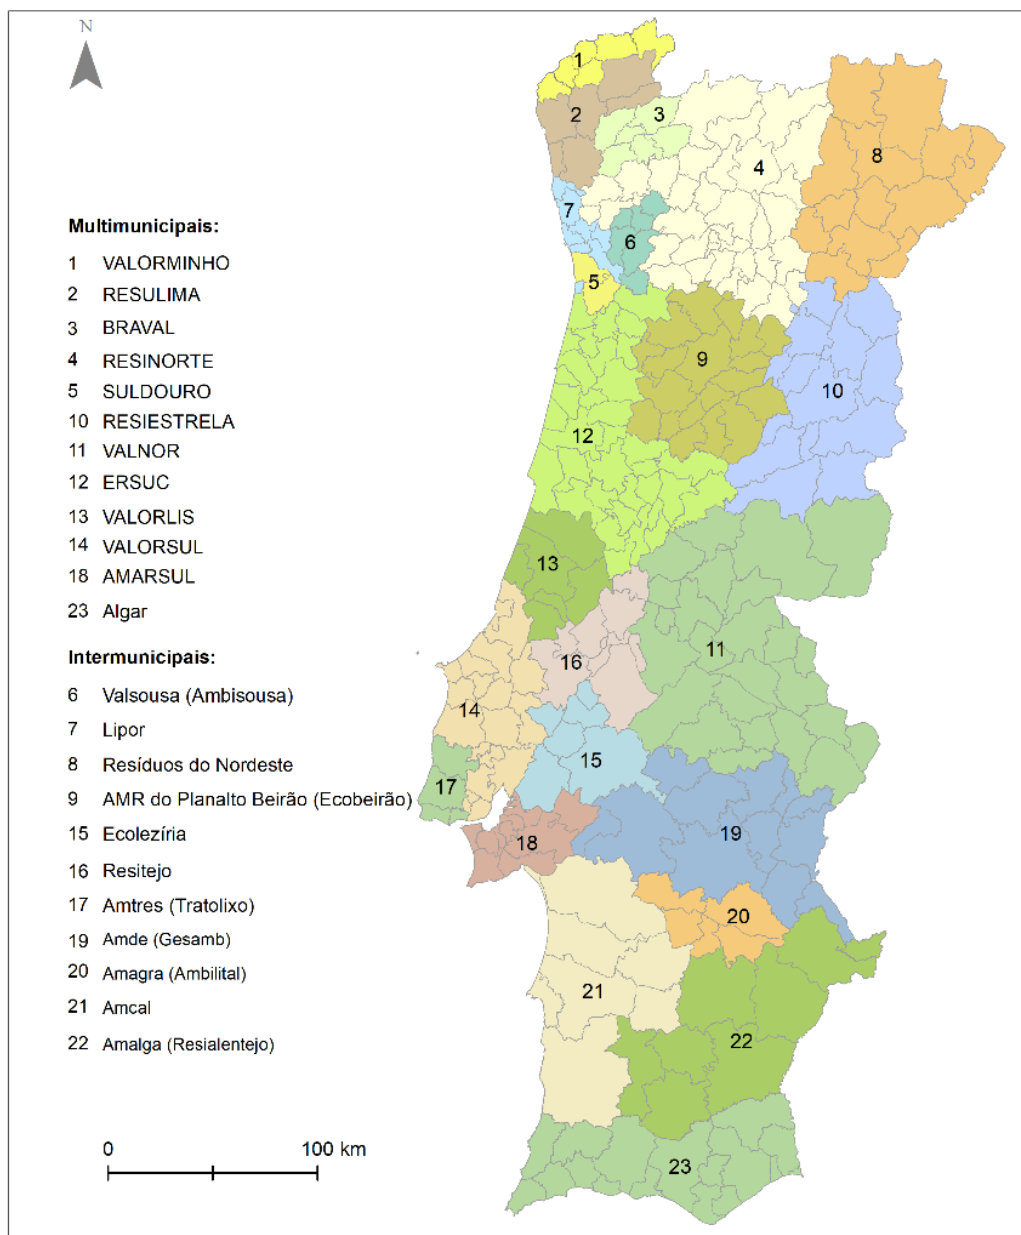 N
Multimunicipais:
1 VALORMINHO
2 RESULIMA
3 BRAVAL
4 RESINORTE
5 SULDOURO
10 RESIESTRELA
11 VALNOR
12 ERSUC
13 VALORLIS
14 VALORSUL
18 AMARSUL
23 Algar
Intermunicipais:
6 Valsousa (Ambisousa)
7 Lipor
8 Resíduos do Nordeste
9 AMR do Planalto Beirão (Ecobeirão)
15 Ecolezíria
16 Resitejo
17 Amtres (Tratolixo)
19 Amde (Gesamb)
20 Amagra (Ambilital)
21 Amcal
22 Amalga (Resialentejo)
0 100 km
1
2
3
4
8
7
6
5
9
10
12
13
11
16
14
15
17
18
19
20
21
22
23